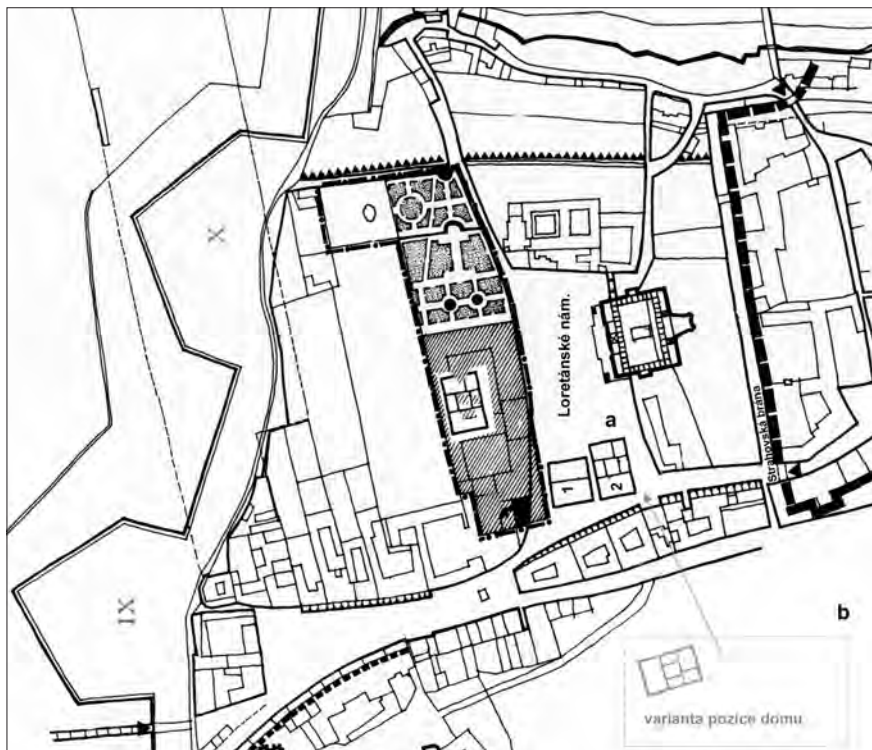 X
Loretánské nám.
a
1
2
Strahovská brána
IX
b
varianta pozice domu